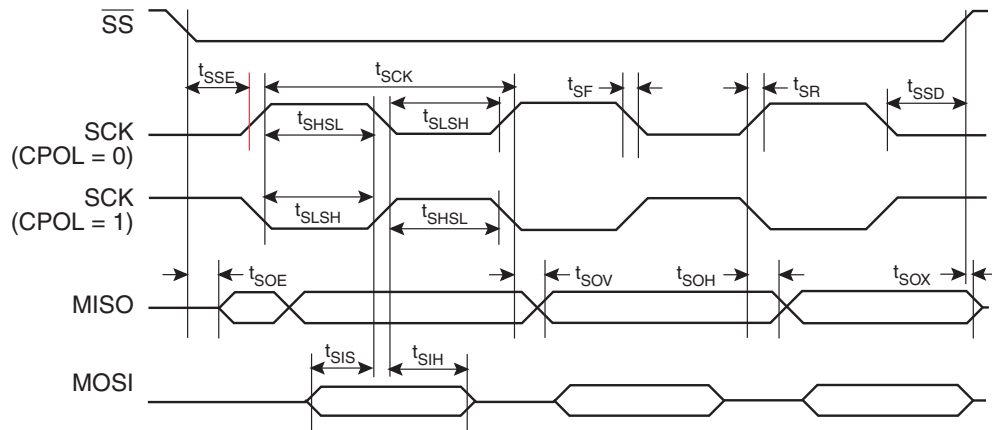 SS
tSSE
tSCK
tSF
tSR
tSSD
tSHSL
tSLSH
SCK
(CPOL = 0)
SCK
(CPOL = 1)
tSLSH
tSHSL
tSOE
tSOV
tSOH
tSOX
MISO
tSIS
tSIH
MOSI